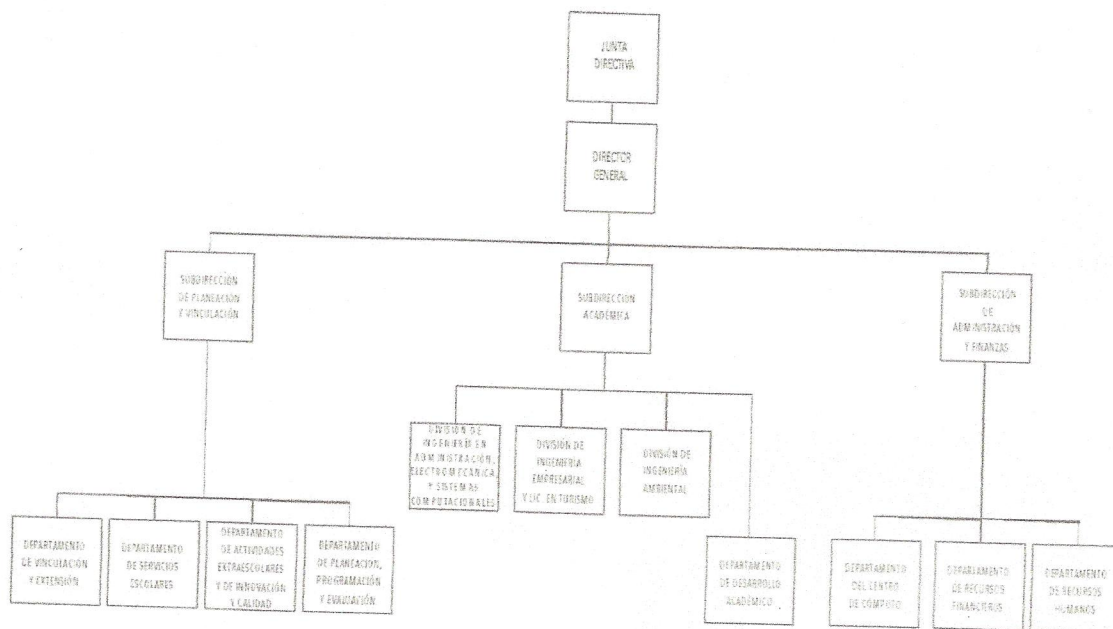 JUNTA
DIRECTIVA
DIRECTOR
GENERAL
SUBDIRECCIÓN
DE PLANEACIÓN
Y VINCULACIÓN
SUBDIRECCIÓN
ACADÉMICA
SUBDIRECCIÓN
DE
ADMINISTRACIÓN
Y FINANZAS
DIVISIÓN DE
INGENIERÍA EN
ADMINISTRACIÓN,
ELECTROMECÁNICA,
Y SISTEMAS
COMPUTACIONALES
DIVISIÓN DE
INGENIERIA
EMPRESARIAL
Y LIC. EN TURISMO
DIVISIÓN DE
INGENIERÍA
AMBIENTAL
DEPARTAMENTO
DE VINCULACIÓN
Y EXTENSIÓN
DEPARTAMENTO
DE SERVICIOS
ESCOLARES
DEPARTAMENTO
DE ACTIVIDADES
EXTRAESCOLARES
Y DE INNOVACIÓN
Y CALIDAD
DEPARTAMENTO
DE PLANEACION,
PROGRAMACIÓN
Y EVALUACIÓN
DEPARTAMENTO
DE DESARROLLO
ACADÉMICO
DEPARTAMENTO
DEL CENTRO
DE CÓMPUTO
DEPARTAMENTO
DE RECURSOS
FINANCIEROS
DEPARTAMENTO
DE RECURSOS
HUMANOS